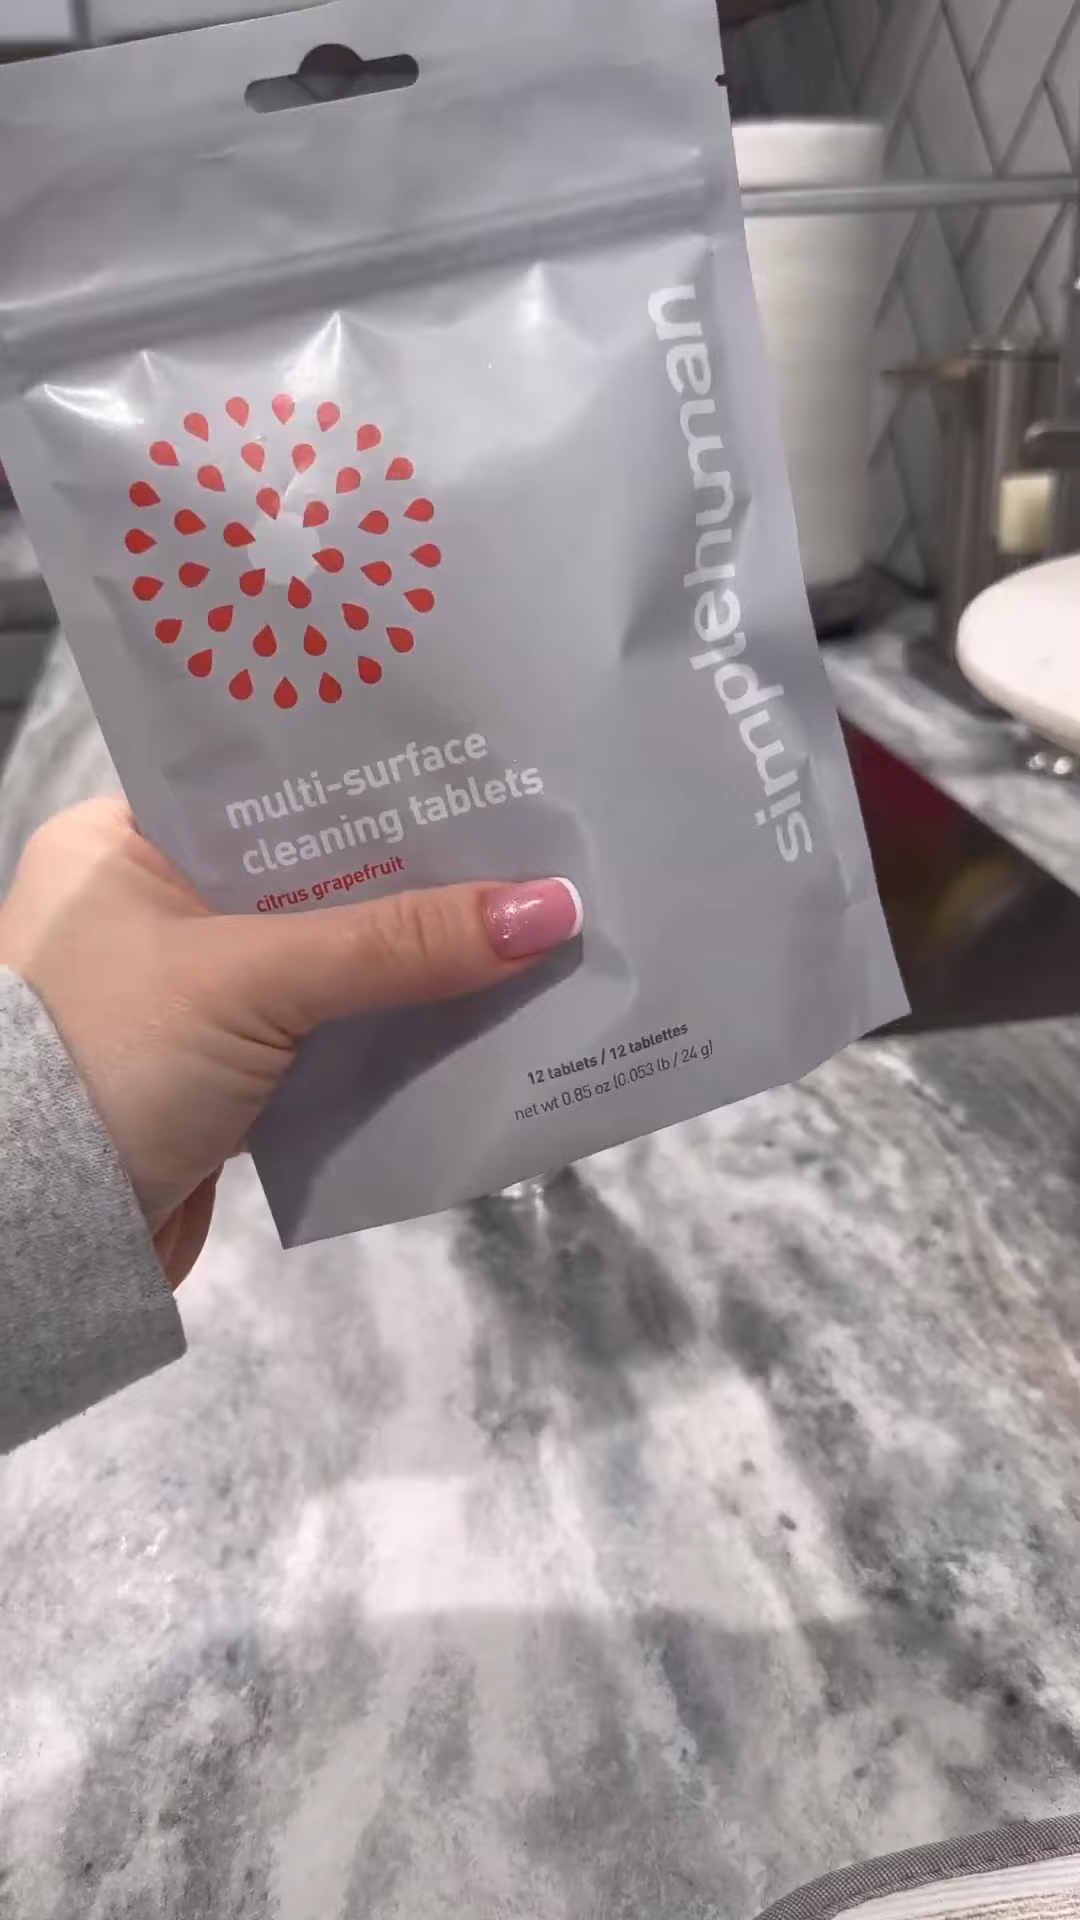 simplehuman
multi-surface
cleaning tablets
citrus grapefruit
12 tablets / 12 tablettes
net wt 0.85 oz (0.053 lb / 24 g)